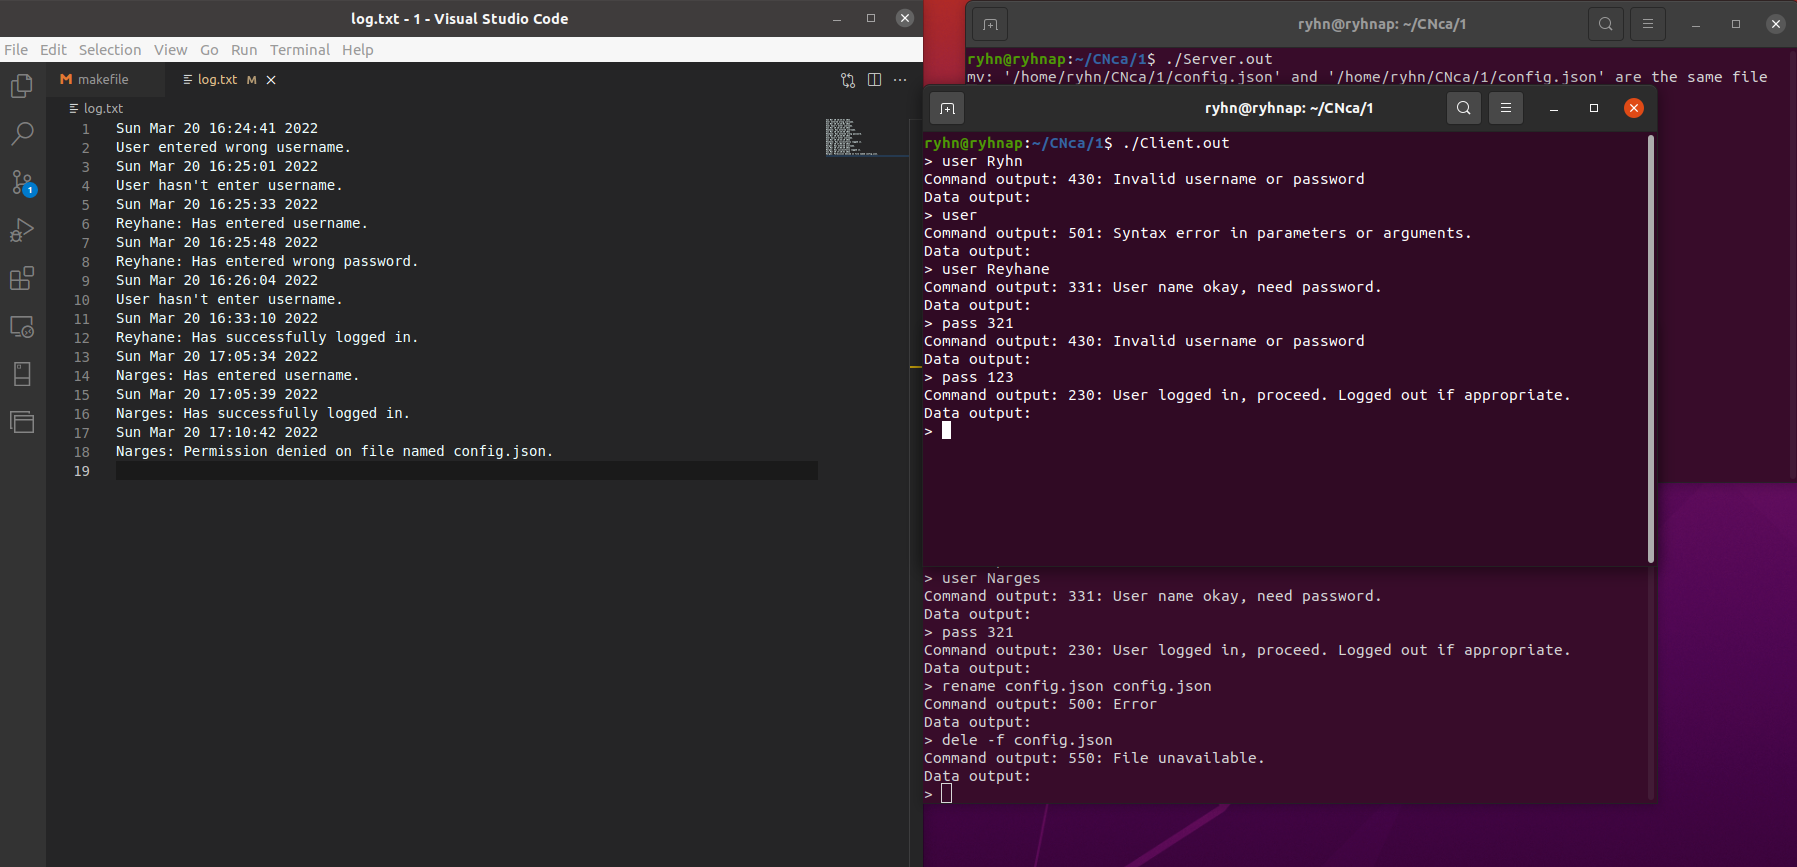 log.txt - 1 - Visual Studio Code
File Edit Selection View Go Run Terminal Help
makefile
log.txt M
log.txt
1 Sun Mar 20 16:24:41 2022
2 User entered wrong username.
3 Sun Mar 20 16:25:01 2022
4 User hasn't enter username.
5 Sun Mar 20 16:25:33 2022
6 Reyhane: Has entered username.
7 Sun Mar 20 16:25:48 2022
8 Reyhane: Has entered wrong password.
9 Sun Mar 20 16:26:04 2022
10 User hasn't enter username.
11 Sun Mar 20 16:33:10 2022
12 Reyhane: Has successfully logged in.
13 Sun Mar 20 17:05:34 2022
14 Narges: Has entered username.
15 Sun Mar 20 17:05:39 2022
16 Narges: Has successfully logged in.
17 Sun Mar 20 17:10:42 2022
18 Narges: Permission denied on file named config.json.
19
1
ryhn@ryhnap: ~/CNca/1
ryhn@ryhnap:~/CNca/1$ ./Server.out
mv: '/home/ryhn/CNca/1/config.json' and '/home/ryhn/CNca/1/config.json' are the same file
ryhn@ryhnap: ~/CNca/1
ryhn@ryhnap:~/CNca/1$ ./Client.out
> user Ryhn
Command output: 430: Invalid username or password
Data output:
> user
Command output: 501: Syntax error in parameters or arguments.
Data output:
> user Reyhane
Command output: 331: User name okay, need password.
Data output:
> pass 321
Command output: 430: Invalid username or password
Data output:
> pass 123
Command output: 230: User logged in, proceed. Logged out if appropriate.
Data output:
>
> user Narges
Command output: 331: User name okay, need password.
Data output:
> pass 321
Command output: 230: User logged in, proceed. Logged out if appropriate.
Data output:
> rename config.json config.json
Command output: 500: Error
Data output:
> dele -f config.json
Command output: 550: File unavailable.
Data output:
>